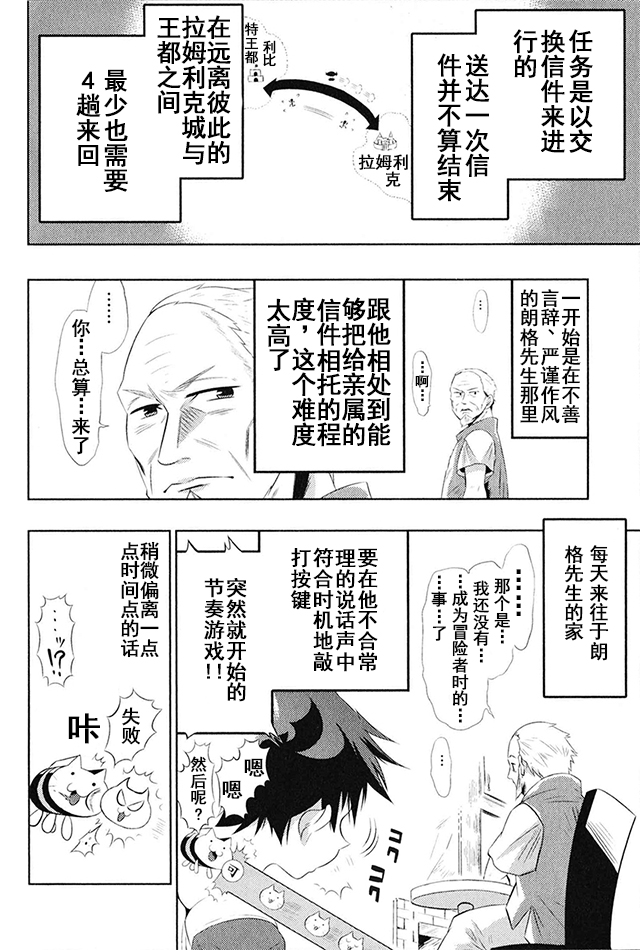 任务是以交
换信件来进
行的
送达一次信
件并不算结束
利比
特王都
拉姆利
克
在远离彼此的
拉姆利克城与
王都之间
最少也需要
4趟来回
一开始是在不善
言辞、严谨作风
的朗格先生那里
…
…啊…
跟他相处到能
够把给亲属的
信件相托的程
度，这个难度
太高了
……
你…总算…来了
每天来往于朗
格先生的家
……
那个是…
我还没有…
…成为冒险者时的…
…事…了
…
要在他不合常
理的说话声中
符合时机地敲
打按键
突然就开始的
节奏游戏!!
嗯
嗯
然后呢？
コク
コク
稍微偏离一点
点时间点的话
…ッ
!?
失败
咔